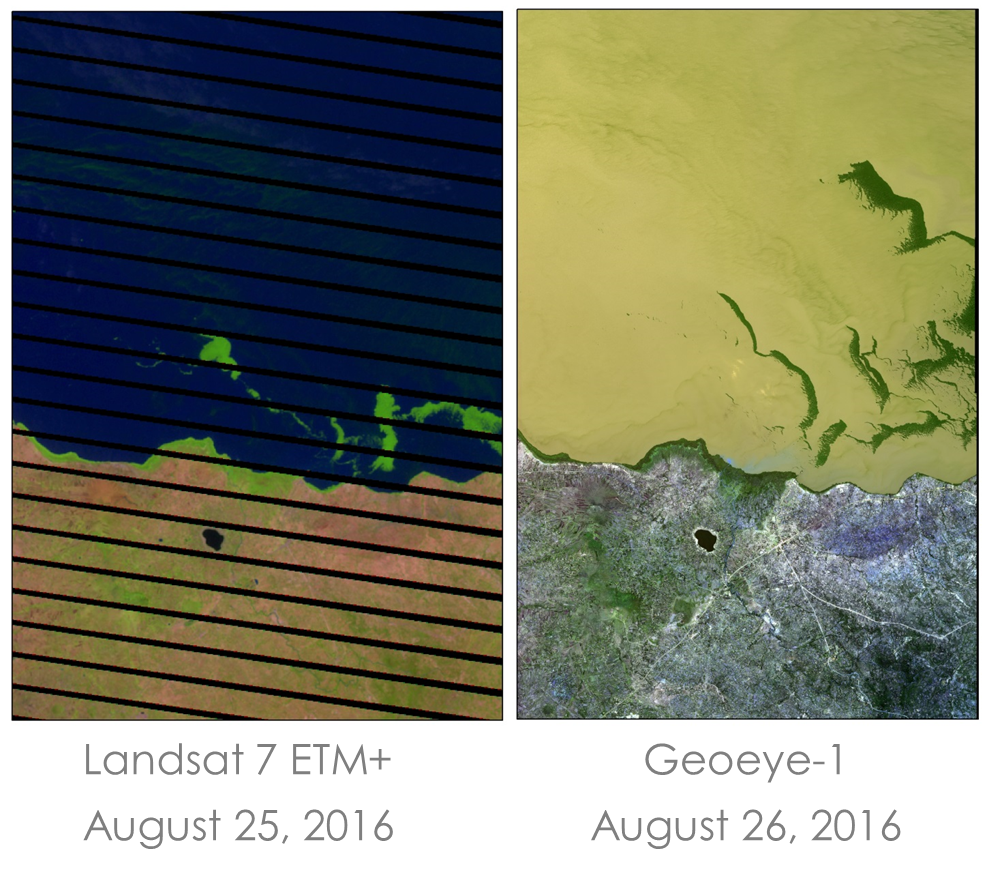 Landsat 7 ETM+
August 25, 2016
Geoeye-1
August 26, 2016